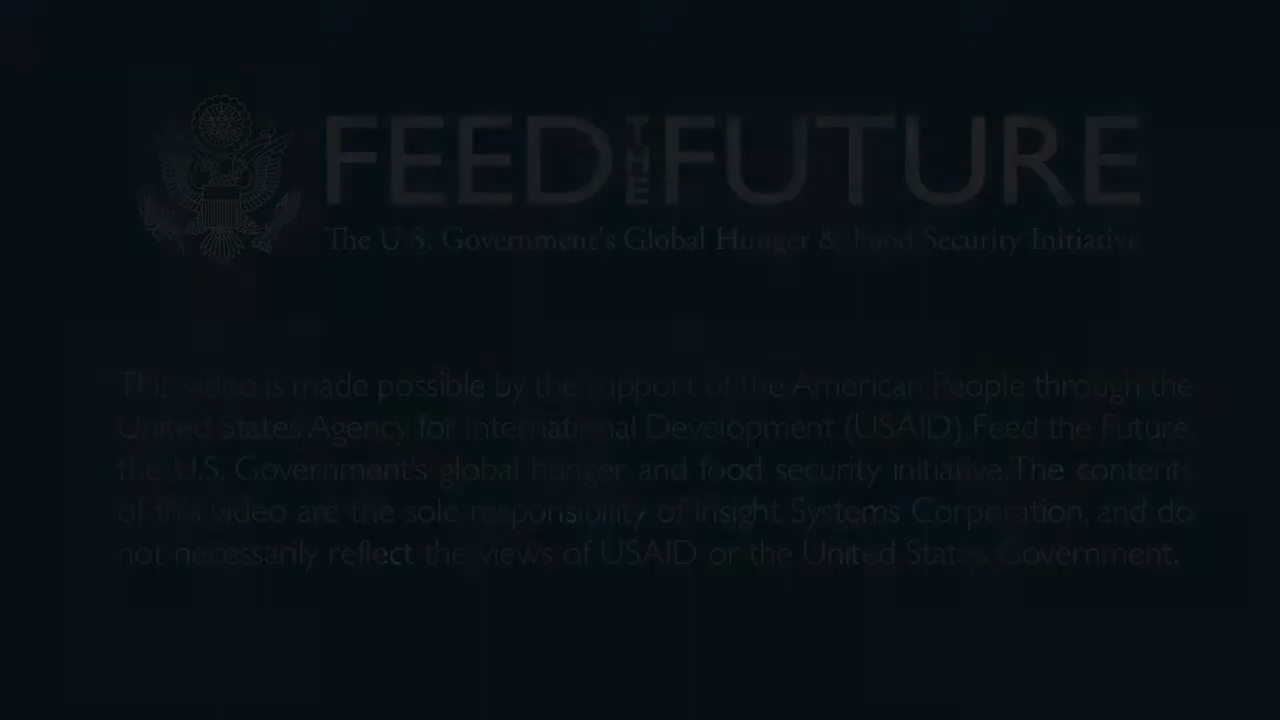 FEED THE FUTURE
The U.S. Government's Global Hunger & Food Security Initiative
This video is made possible by the support of the American People through the
United States Agency for International Development (USAID) Feed the Future,
the U.S. Government's global hunger and food security initiative. The contents
of this video are the sole responsibility of Insight Systems Corporation, and do
not necessarily reflect the views of USAID or the United States Government.